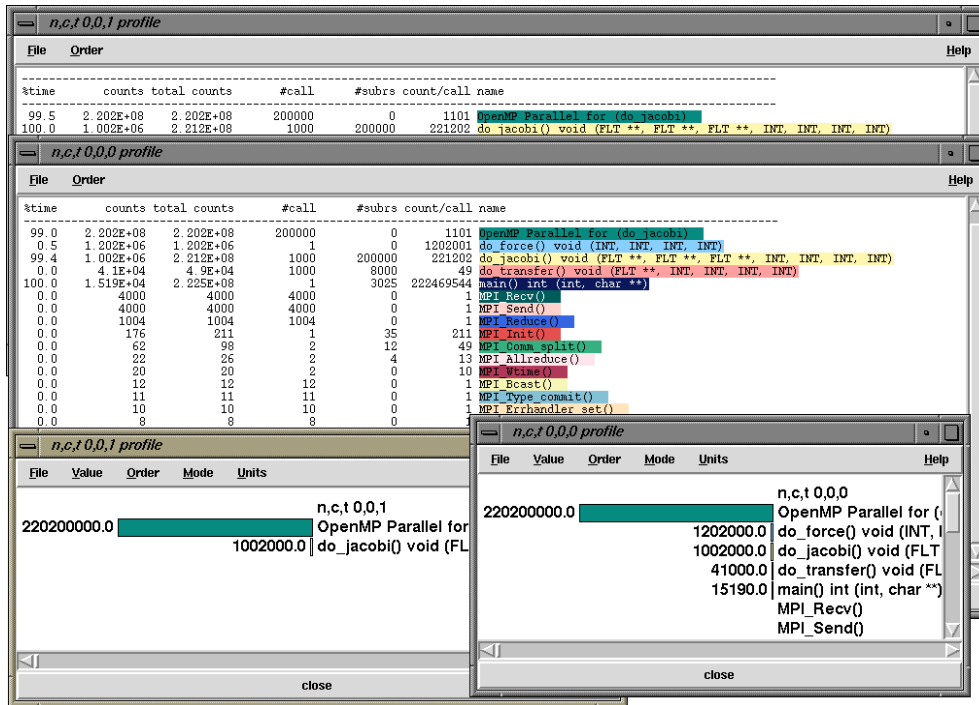 n,c,t 0,0,1 profile
File Order Help
%time counts total counts #call #subrs count/call name
99.5 2.202E+08 2.202E+08 200000 0 1101 OpenMP Parallel for (do_jacobi)
100.0 1.002E+06 2.212E+08 1000 200000 221202 do_jacobi() void (FLT **, FLT **, FLT **, INT, INT, INT, INT)
n,c,t 0,0,0 profile
File Order Help
%time counts total counts #call #subrs count/call name
99.0 2.202E+08 2.202E+08 200000 0 1101 OpenMP Parallel for (do_jacobi)
0.5 1.202E+06 1.202E+06 1 0 1202001 do_force() void (INT, INT, INT, INT)
99.4 1.002E+06 2.212E+08 1000 200000 221202 do_jacobi() void (FLT **, FLT **, FLT **, INT, INT, INT, INT)
0.0 4.1E+04 4.9E+04 1000 8000 49 do_transfer() void (FLT **, INT, INT, INT, INT)
100.0 1.519E+04 2.225E+08 1 3025 222469544 main() int (int, char **)
0.0 4000 4000 4000 0 1 MPI_Recv()
0.0 4000 4000 4000 0 1 MPI_Send()
0.0 1004 1004 1004 0 1 MPI_Reduce()
0.0 176 211 1 35 211 MPI_Init()
0.0 62 98 2 12 49 MPI_Comm_split()
0.0 22 26 2 4 13 MPI_Allreduce()
0.0 20 20 2 0 10 MPI_Wtime()
0.0 12 12 12 0 1 MPI_Bcast()
0.0 11 11 11 0 1 MPI_Type_commit()
0.0 10 10 10 0 1 MPI_Errhandler_set()
0.0 8 8 8 0
n,c,t 0,0,1 profile
File Value Order Mode Units
n,c,t 0,0,1
220200000.0 OpenMP Parallel for
1002000.0 do_jacobi() void (FL
close
n,c,t 0,0,0 profile
File Value Order Mode Units Help
n,c,t 0,0,0
220200000.0 OpenMP Parallel for (
1202000.0 do_force() void (INT, I
1002000.0 do_jacobi() void (FLT
41000.0 do_transfer() void (FL
15190.0 main() int (int, char **)
MPI_Recv()
MPI_Send()
close